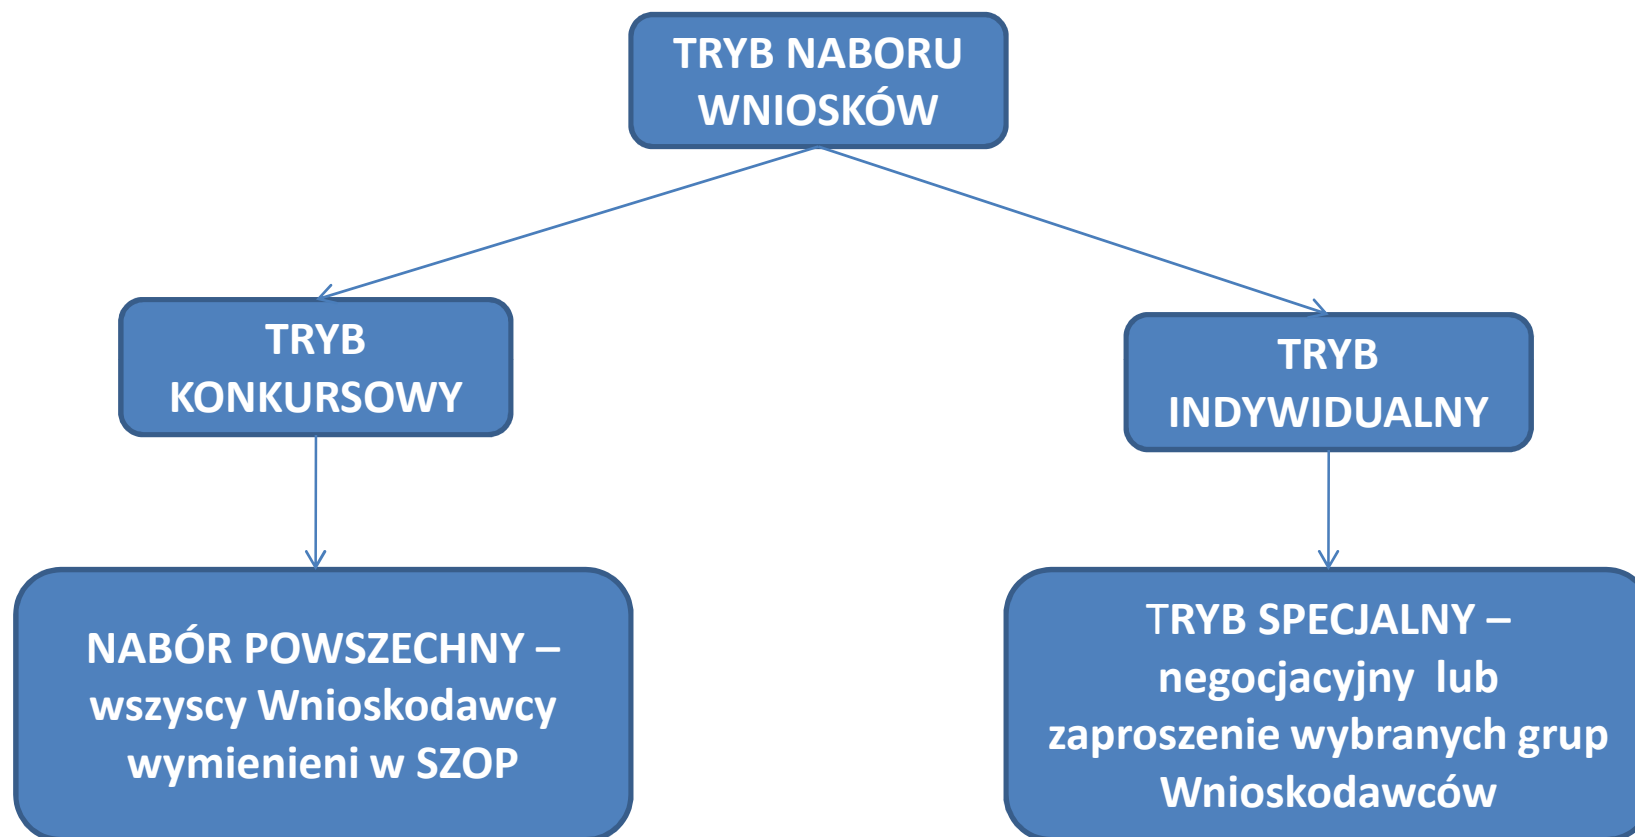 TRYB NABORU
WNIOSKÓW
TRYB
KONKURSOWY
TRYB
INDYWIDUALNY
NABÓR POWSZECHNY –
wszyscy Wnioskodawcy
wymienieni w SZOP
TRYB SPECJALNY –
negocjacyjny  lub
zaproszenie wybranych grup
Wnioskodawców